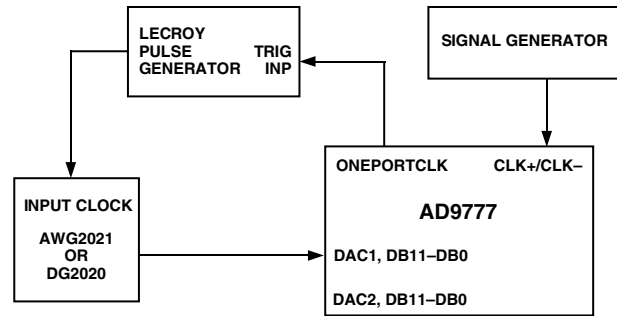 LECROY
PULSE TRIG
GENERATOR INP
SIGNAL GENERATOR
ONEPORTCLK CLK+/CLK–
AD9777
INPUT CLOCK
AWG2021
OR
DG2020
DAC1, DB11–DB0
DAC2, DB11–DB0